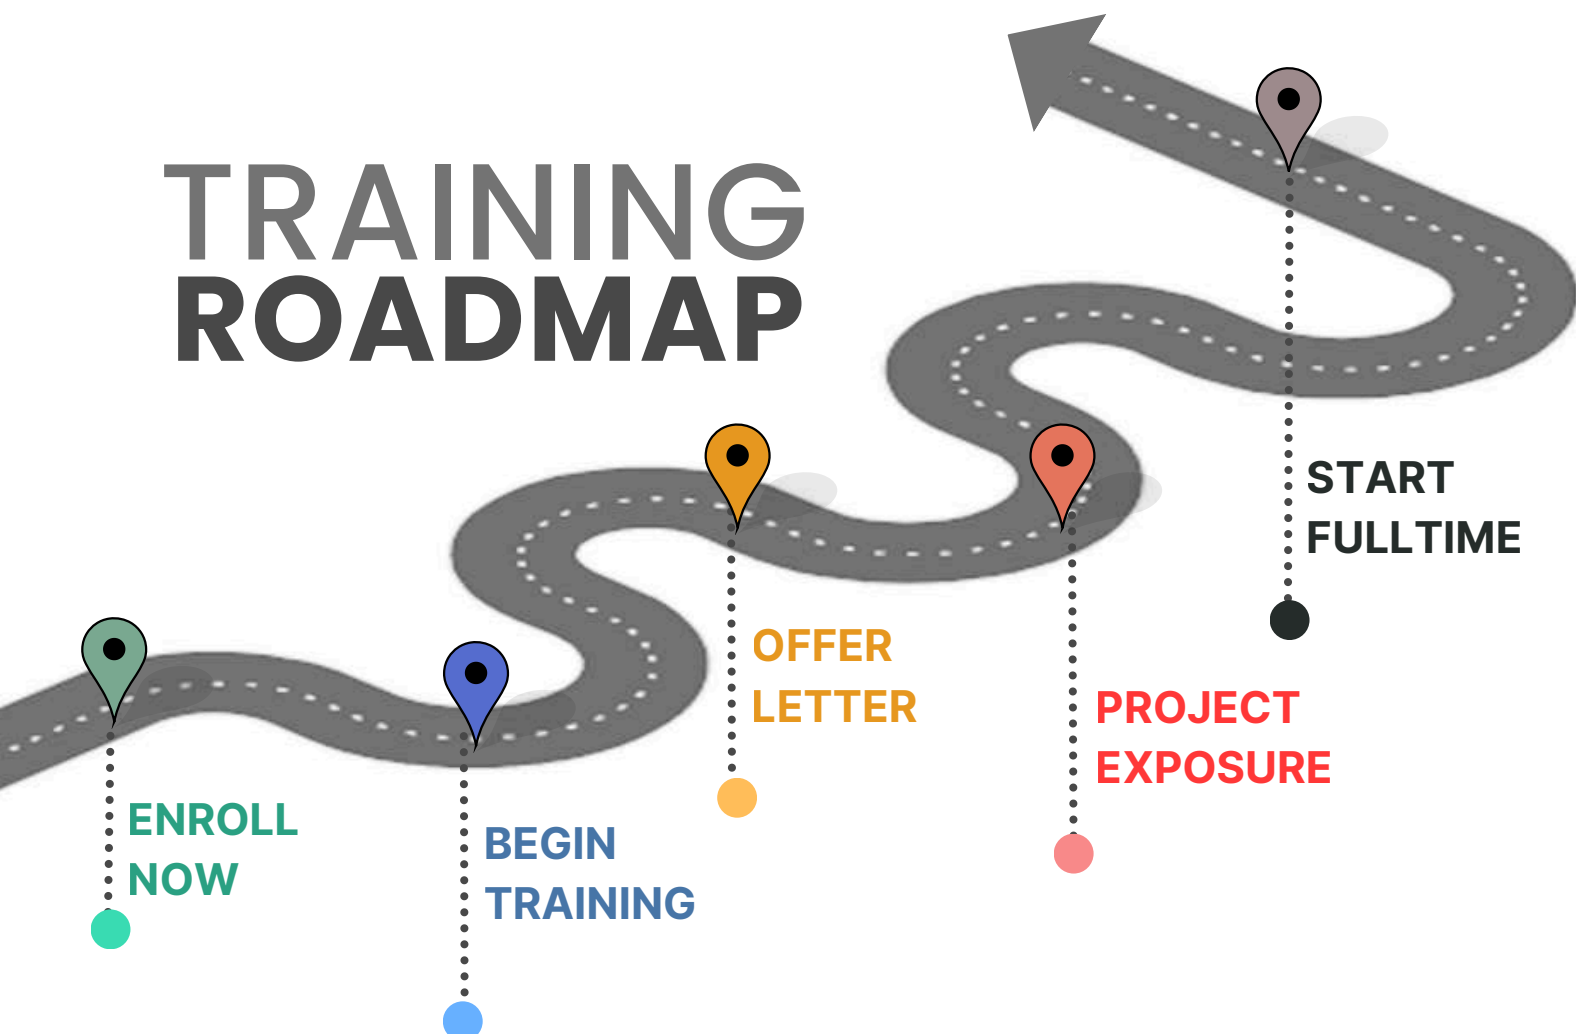 TRAINING
ROADMAP
ENROLL
NOW
BEGIN
TRAINING
OFFER
LETTER
PROJECT
EXPOSURE
START
FULLTIME